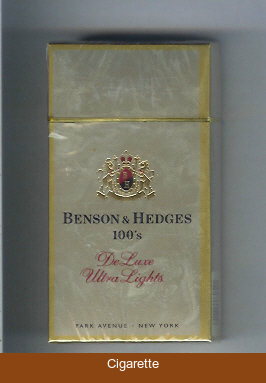 BENSON & HEDGES
100's
De Luxe
Ultra Lights
PARK AVENUE · NEW YORK
Cigarette